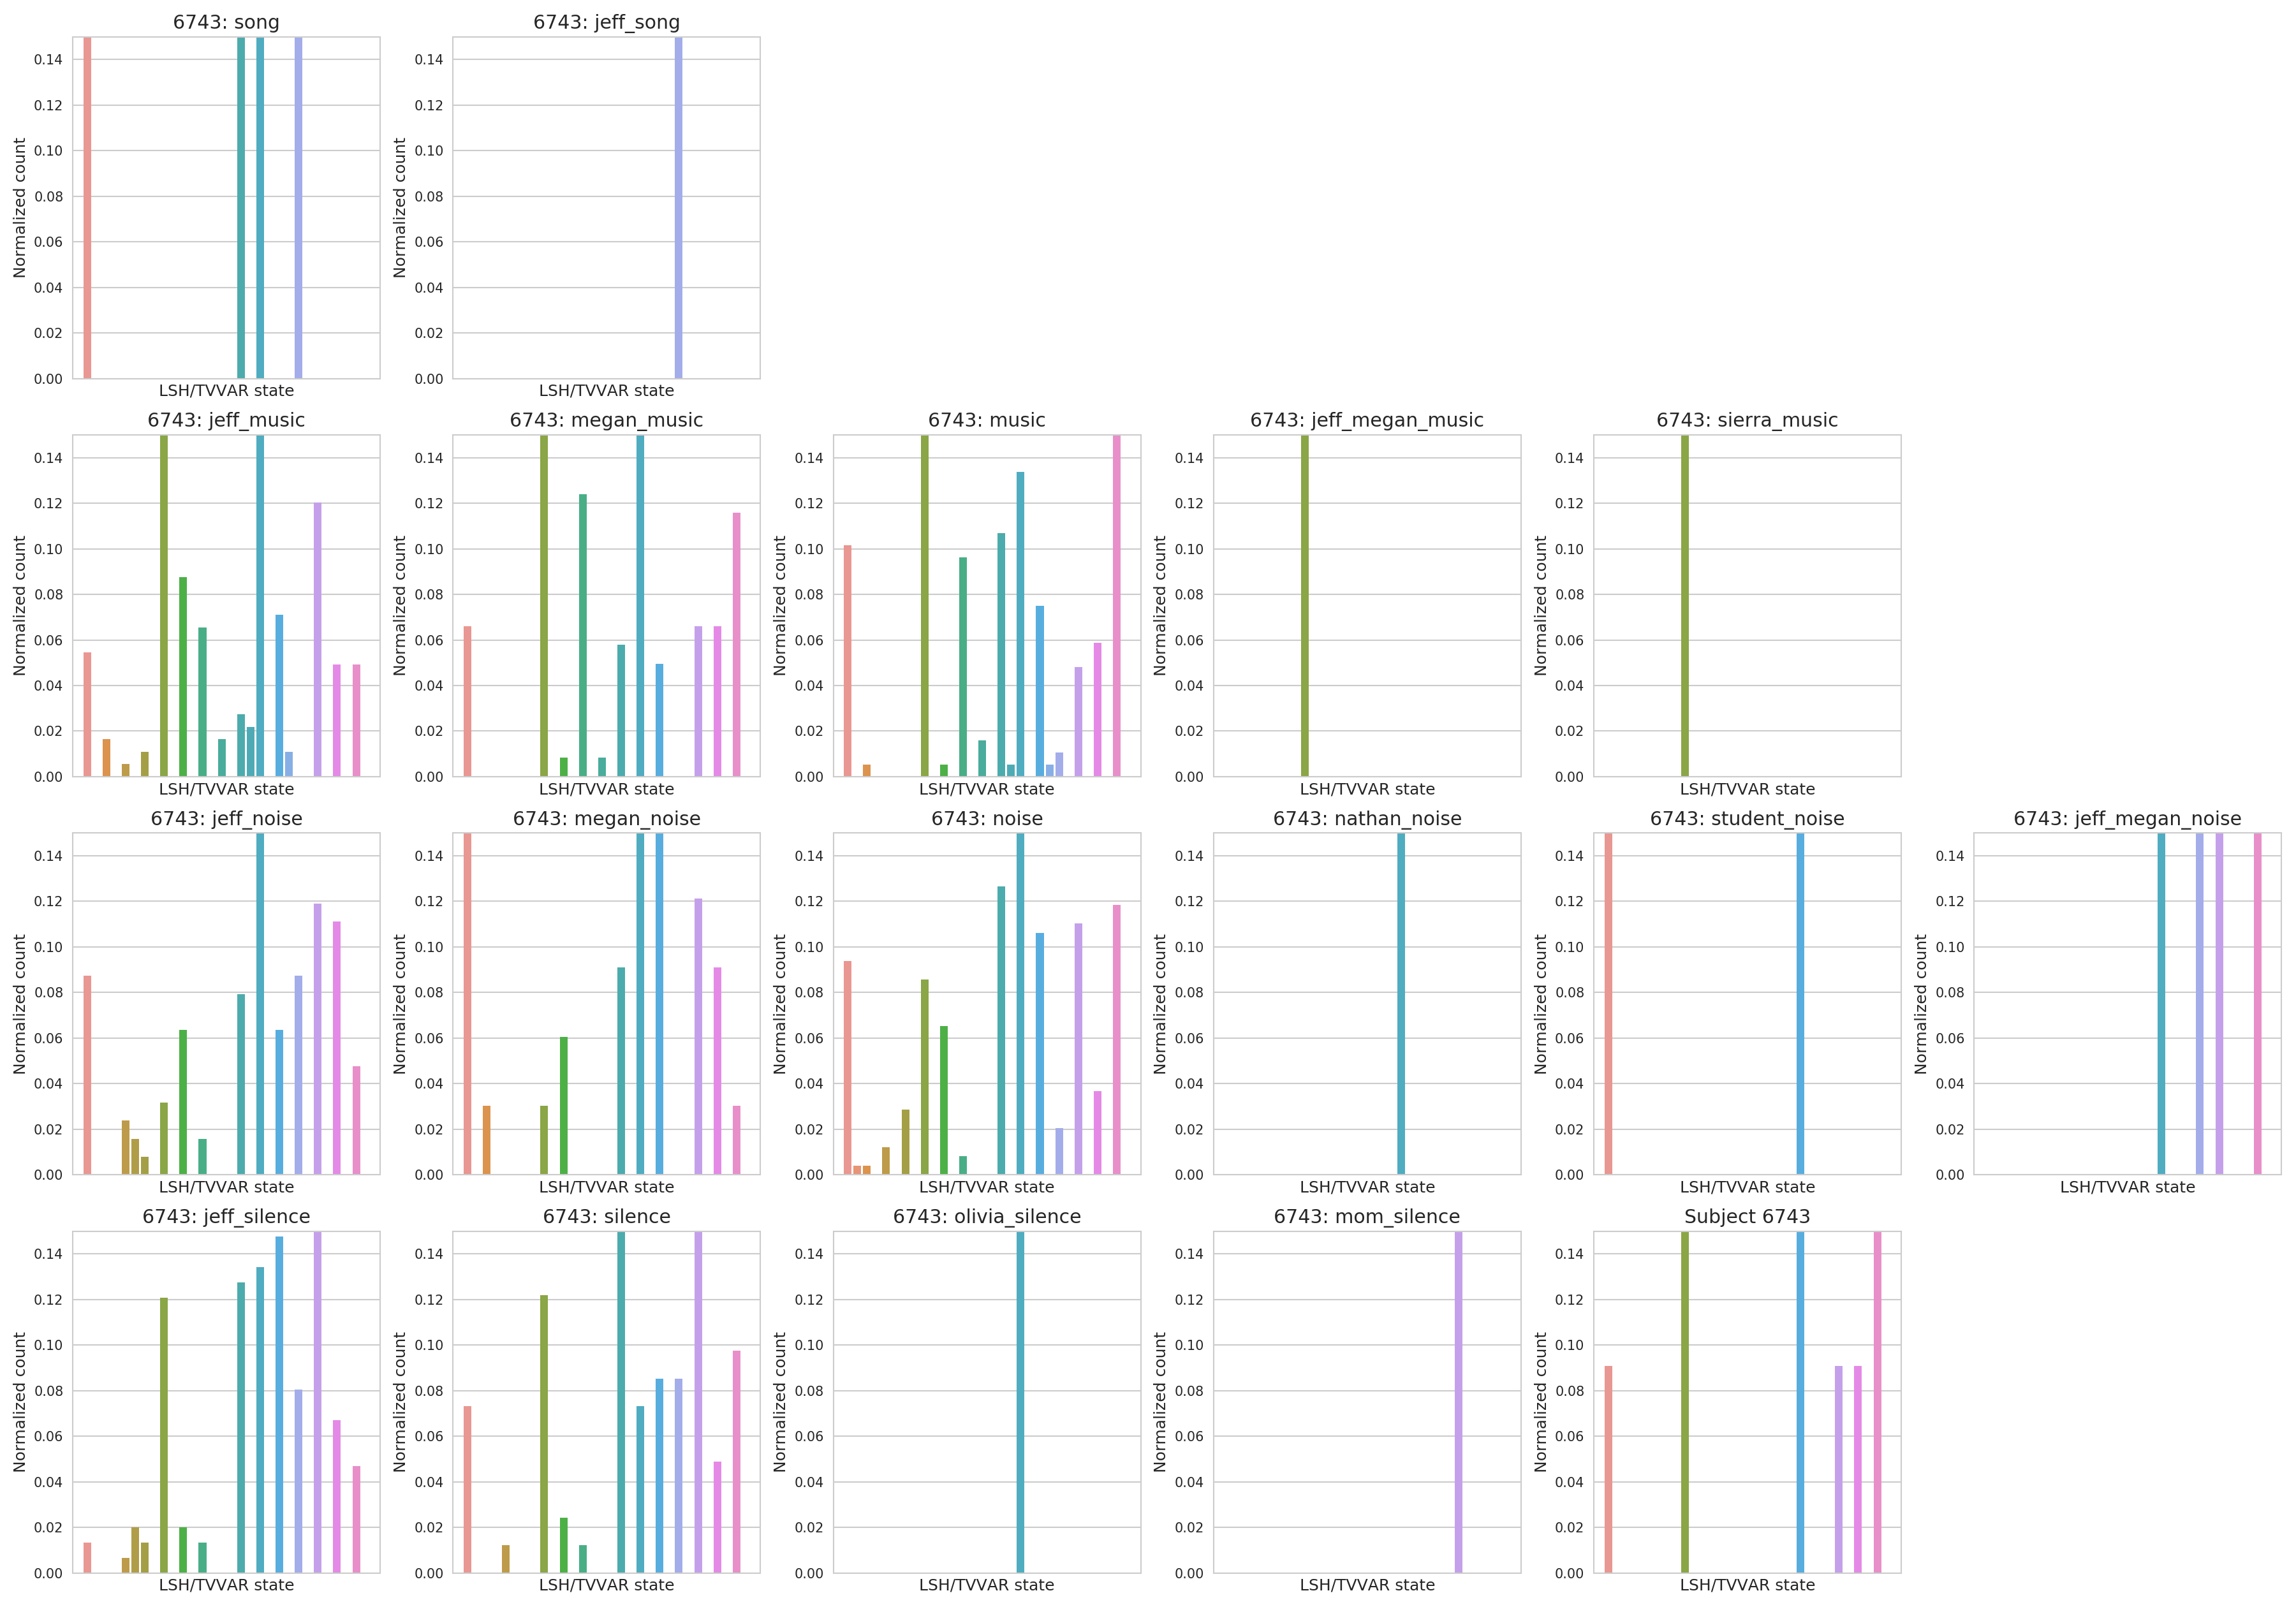 6743: song
6743: jeff_song
0.14
0.12
0.10
0.08
0.06
0.04
0.02
0.00
Normalized count
LSH/TVVAR state
0.14
0.12
0.10
0.08
0.06
0.04
0.02
0.00
Normalized count
LSH/TVVAR state
6743: jeff_music
6743: megan_music
6743: music
6743: jeff_megan_music
6743: sierra_music
0.14
0.12
0.10
0.08
0.06
0.04
0.02
0.00
Normalized count
LSH/TVVAR state
0.14
0.12
0.10
0.08
0.06
0.04
0.02
0.00
Normalized count
LSH/TVVAR state
0.14
0.12
0.10
0.08
0.06
0.04
0.02
0.00
Normalized count
LSH/TVVAR state
0.14
0.12
0.10
0.08
0.06
0.04
0.02
0.00
Normalized count
LSH/TVVAR state
0.14
0.12
0.10
0.08
0.06
0.04
0.02
0.00
Normalized count
LSH/TVVAR state
6743: jeff_noise
6743: megan_noise
6743: noise
6743: nathan_noise
6743: student_noise
6743: jeff_megan_noise
0.14
0.12
0.10
0.08
0.06
0.04
0.02
0.00
Normalized count
LSH/TVVAR state
0.14
0.12
0.10
0.08
0.06
0.04
0.02
0.00
Normalized count
LSH/TVVAR state
0.14
0.12
0.10
0.08
0.06
0.04
0.02
0.00
Normalized count
LSH/TVVAR state
0.14
0.12
0.10
0.08
0.06
0.04
0.02
0.00
Normalized count
LSH/TVVAR state
0.14
0.12
0.10
0.08
0.06
0.04
0.02
0.00
Normalized count
LSH/TVVAR state
0.14
0.12
0.10
0.08
0.06
0.04
0.02
0.00
Normalized count
LSH/TVVAR state
6743: jeff_silence
6743: silence
6743: olivia_silence
6743: mom_silence
Subject 6743
0.14
0.12
0.10
0.08
0.06
0.04
0.02
0.00
Normalized count
LSH/TVVAR state
0.14
0.12
0.10
0.08
0.06
0.04
0.02
0.00
Normalized count
LSH/TVVAR state
0.14
0.12
0.10
0.08
0.06
0.04
0.02
0.00
Normalized count
LSH/TVVAR state
0.14
0.12
0.10
0.08
0.06
0.04
0.02
0.00
Normalized count
LSH/TVVAR state
0.14
0.12
0.10
0.08
0.06
0.04
0.02
0.00
Normalized count
LSH/TVVAR state